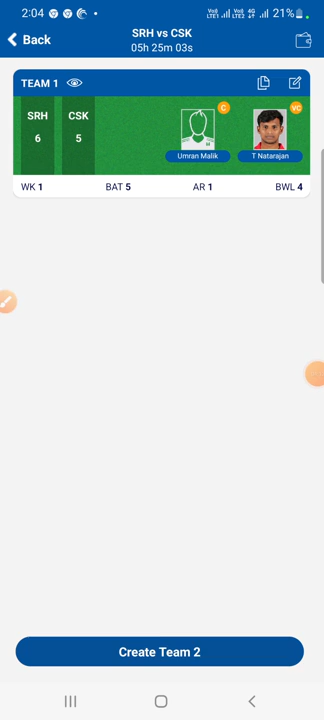 2:04 21%
Back
SRH vs CSK
05h 25m 03s
TEAM 1
SRH CSK
6 5
C VC
Umran Malik T Natarajan
WK 1 BAT 5 AR 1 BWL 4
Create Team 2